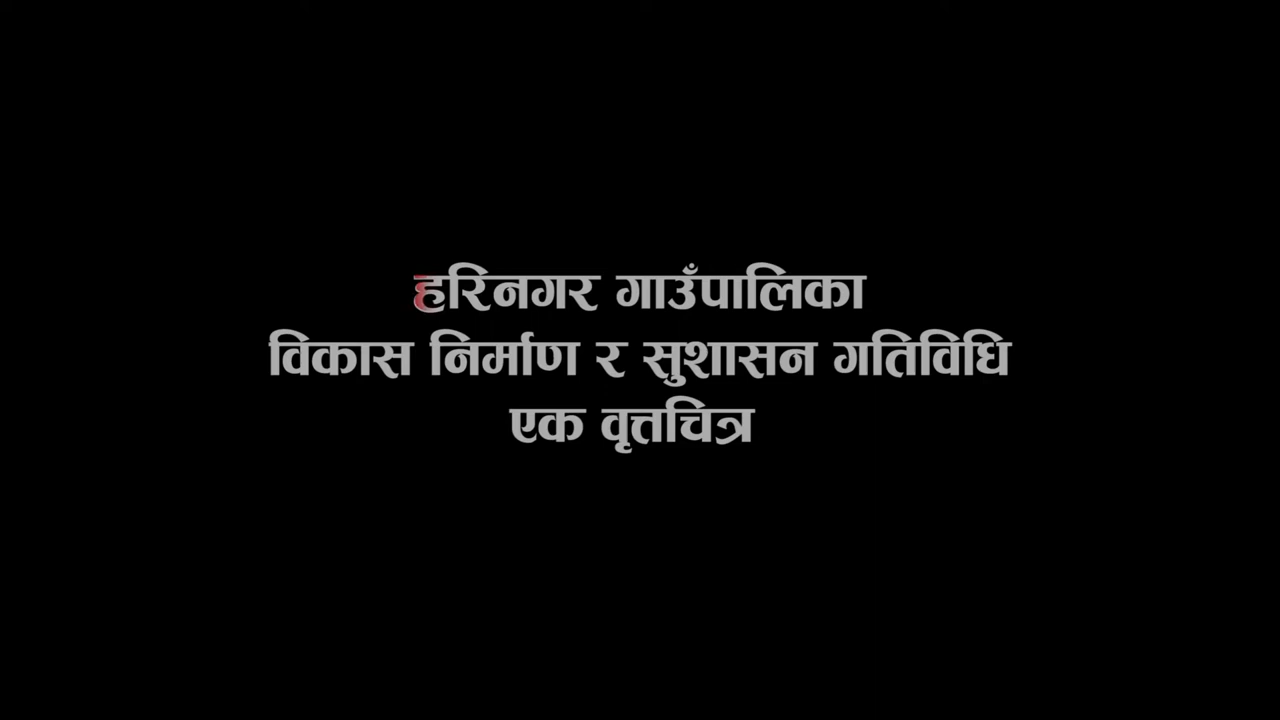 हरिनगर गाउँपालिका
विकास निर्माण र सुशासन गतिविधि
एक वृत्तचित्र